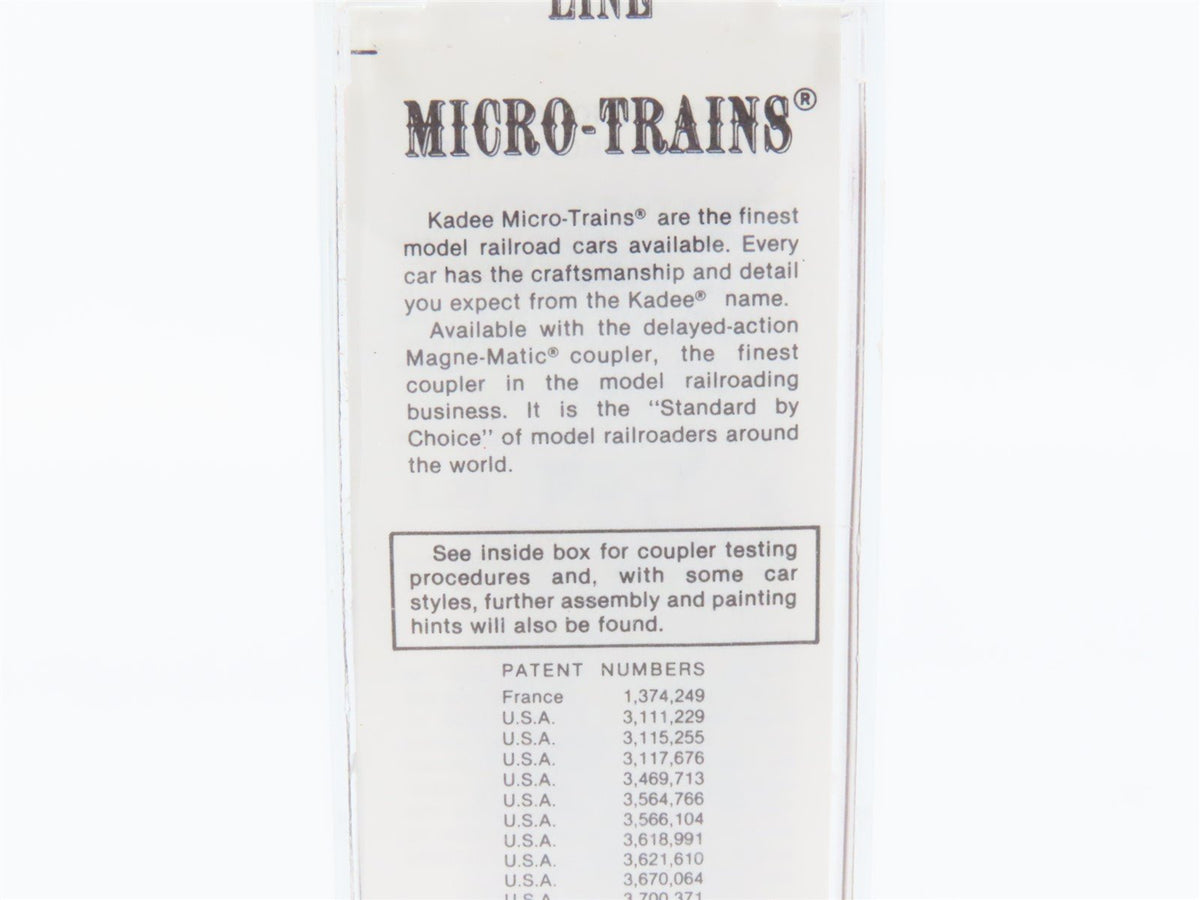 LINE
MICRO-TRAINS®
Kadee Micro-Trains® are the finest
model railroad cars available. Every
car has the craftsmanship and detail
you expect from the Kadee® name.
Available with the delayed-action
Magne-Matic® coupler, the finest
coupler in the model railroading
business. It is the "Standard by
Choice" of model railroaders around
the world.
See inside box for coupler testing
procedures and, with some car
styles, further assembly and painting
hints will also be found.
PATENT NUMBERS
France 1,374,249
U.S.A. 3,111,229
U.S.A. 3,115,255
U.S.A. 3,117,676
U.S.A. 3,469,713
U.S.A. 3,564,766
U.S.A. 3,566,104
U.S.A. 3,618,991
U.S.A. 3,621,610
U.S.A. 3,670,064
U.S.A. 3,700,371